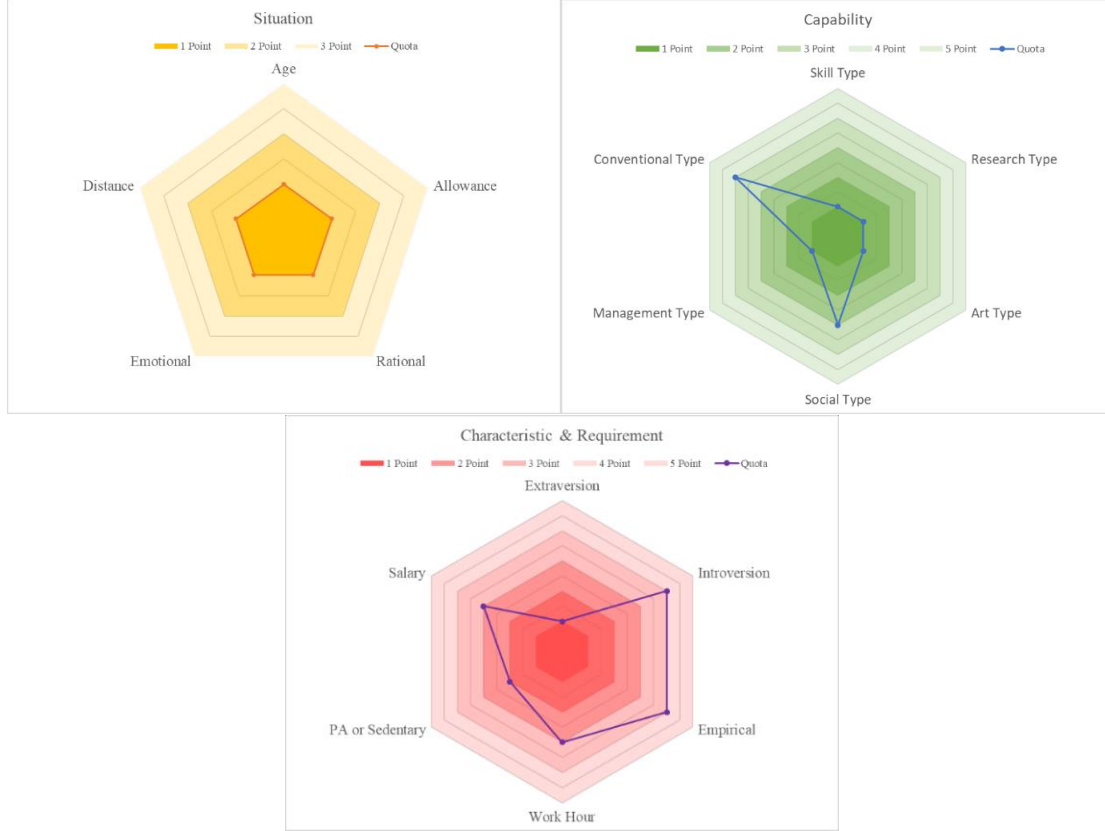 Situation
1 Point 2 Point 3 Point Quota
Age
Distance
Allowance
Emotional
Rational
Capability
1 Point 2 Point 3 Point 4 Point 5 Point Quota
Skill Type
Conventional Type
Research Type
Management Type
Art Type
Social Type
Characteristic & Requirement
1 Point 2 Point 3 Point 4 Point 5 Point Quota
Extraversion
Salary
Introversion
PA or Sedentary
Empirical
Work Hour